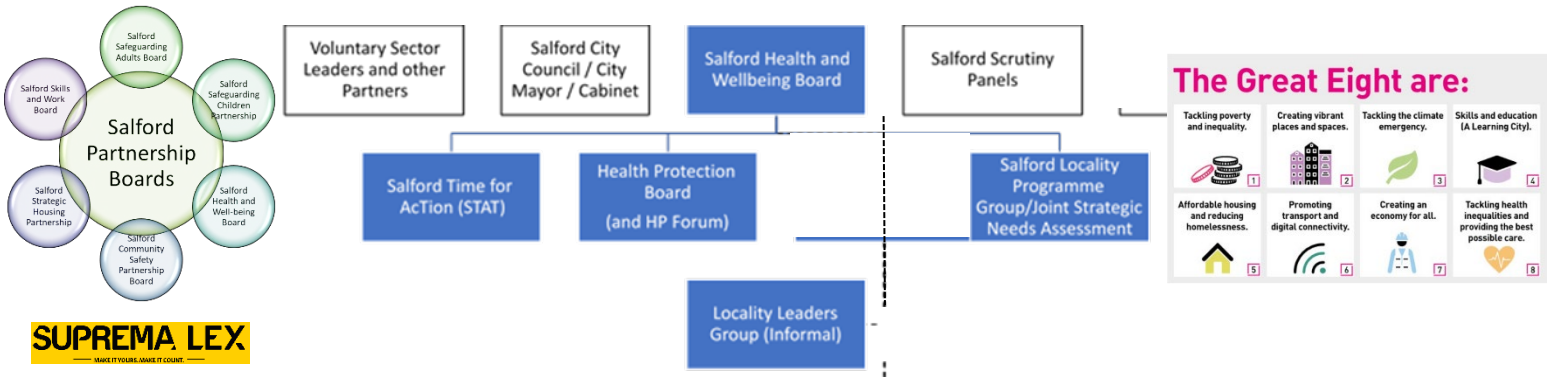 Salford
Safeguarding
Adults Board
Salford Skills
and Work
Board
Salford
Safeguarding
Children
Partnership
Salford
Partnership
Boards
Salford
Strategic
Housing
Partnership
Salford
Health and
Well-being
Board
Salford
Community
Safety
Partnership
Board
SUPREMA LEX
MAKE IT YOURS. MAKE IT COUNT.
Voluntary Sector
Leaders and other
Partners
Salford City
Council / City
Mayor / Cabinet
Salford Health and
Wellbeing Board
Salford Scrutiny
Panels
Salford Time for
AcTion (STAT)
Health Protection
Board
(and HP Forum)
Salford Locality
Programme
Group/Joint Strategic
Needs Assessment
Locality Leaders
Group (Informal)
The Great Eight are:
Tackling poverty
and inequality.
1
Creating vibrant
places and spaces.
2
Tackling the climate
emergency.
3
Skills and education
(A Learning City).
4
Affordable housing
and reducing
homelessness.
5
Promoting
transport and
digital connectivity.
6
Creating an
economy for all.
7
Tackling health
inequalities and
providing the best
possible care.
8